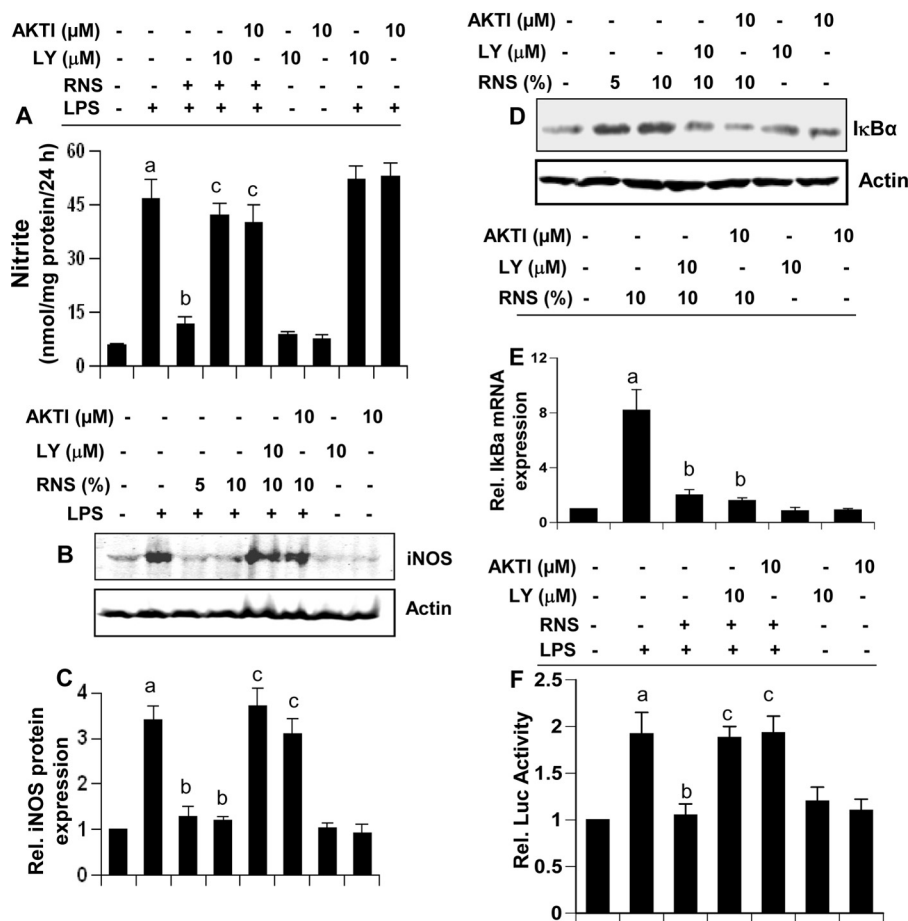 AKTI (μM) - - - - 10 - 10 - 10
LY (μM) - - - 10 - 10 - 10 -
RNS - - + + + - - - -
LPS - + + + + - - + +
A
Nitrite
(nmol/mg protein/24 h)
60
45
30
15
0
a
b
c
c
AKTI (μM) - - - - - 10 - 10
LY (μM) - - - - 10 - 10 -
RNS (%) - - 5 10 10 10 - -
LPS - + + + + + - -
B
iNOS
Actin
C
Rel. iNOS protein
expression
4
3
2
1
0
a
b
b
c
c
AKTI (μM) - - - - 10 - 10
LY (μM) - - - 10 - 10 -
RNS (%) - 5 10 10 10 - -
D
IκBα
Actin
AKTI (μM) - - - 10 - 10
LY (μM) - - 10 - 10 -
RNS (%) - 10 10 10 - -
E
Rel. IkBa mRNA
expression
12
8
4
0
a
b
b
AKTI (μM) - - - - 10 - 10
LY (μM) - - - 10 - 10 -
RNS - - + + + - -
LPS - + + + + - -
F
Rel. Luc Activity
2.5
2
1.5
1
0.5
0
a
b
c
c